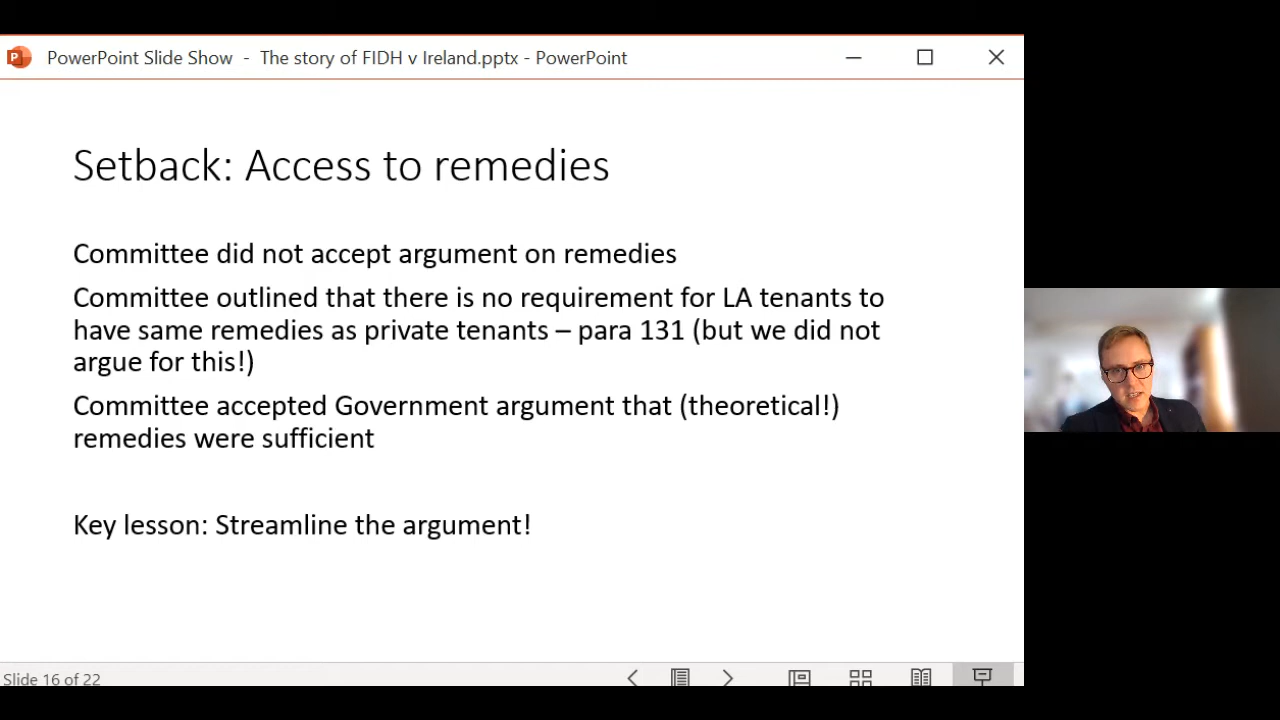 P
PowerPoint Slide Show - The story of FIDH v Ireland.pptx - PowerPoint
Setback: Access to remedies
Committee did not accept argument on remedies
Committee outlined that there is no requirement for LA tenants to
have same remedies as private tenants – para 131 (but we did not
argue for this!)
Committee accepted Government argument that (theoretical!)
remedies were sufficient
Key lesson: Streamline the argument!
Slide 16 of 22